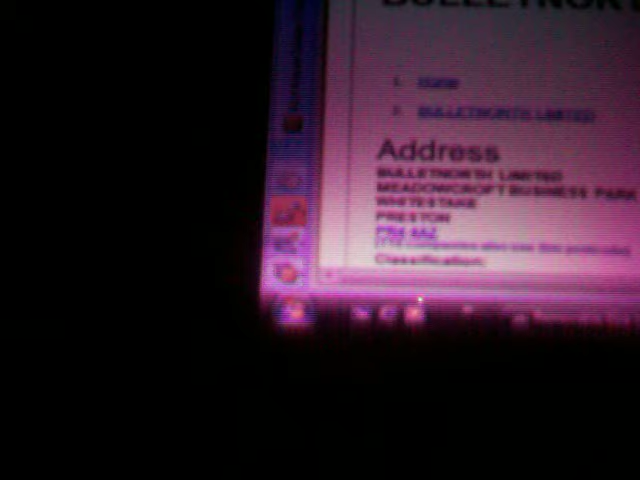 BULLETNORTH
1. Home
2. BULLETNORTH LIMITED
Address
BULLETNORTH LIMITED
MEADOWCROFT BUSINESS PARK
WHITESTAKE
PRESTON
PR4 4AZ
Classification: